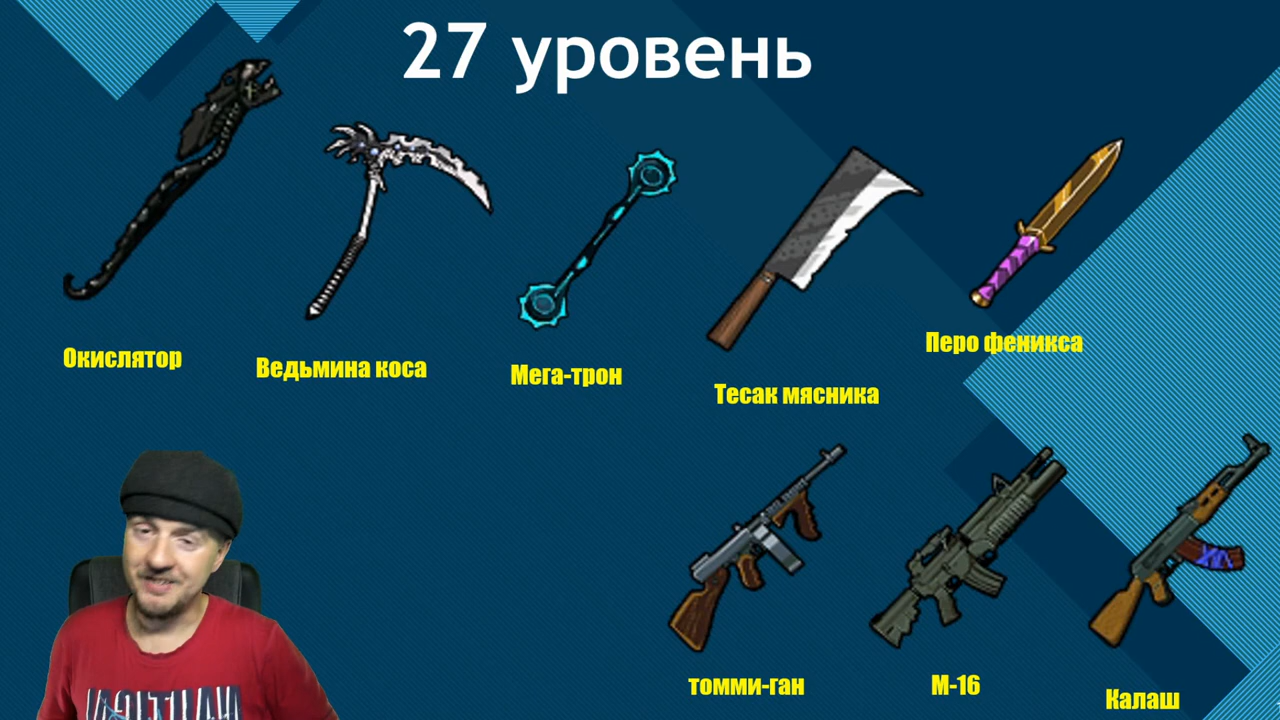 27 уровень
Окислятор
Ведьмина коса
Мега-трон
Тесак мясника
Перо феникса
томми-ган
М-16
Калаш